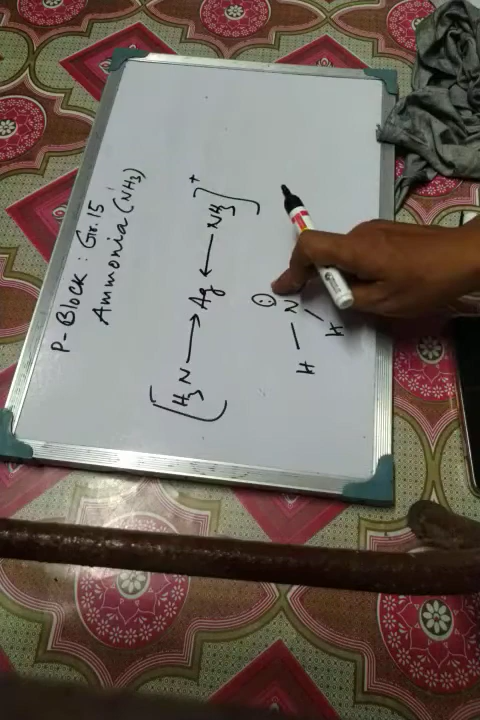 P-Block : Gr. 15
Ammonia (NH3)
[H3N → Ag ← NH3]+
:
H — N
H